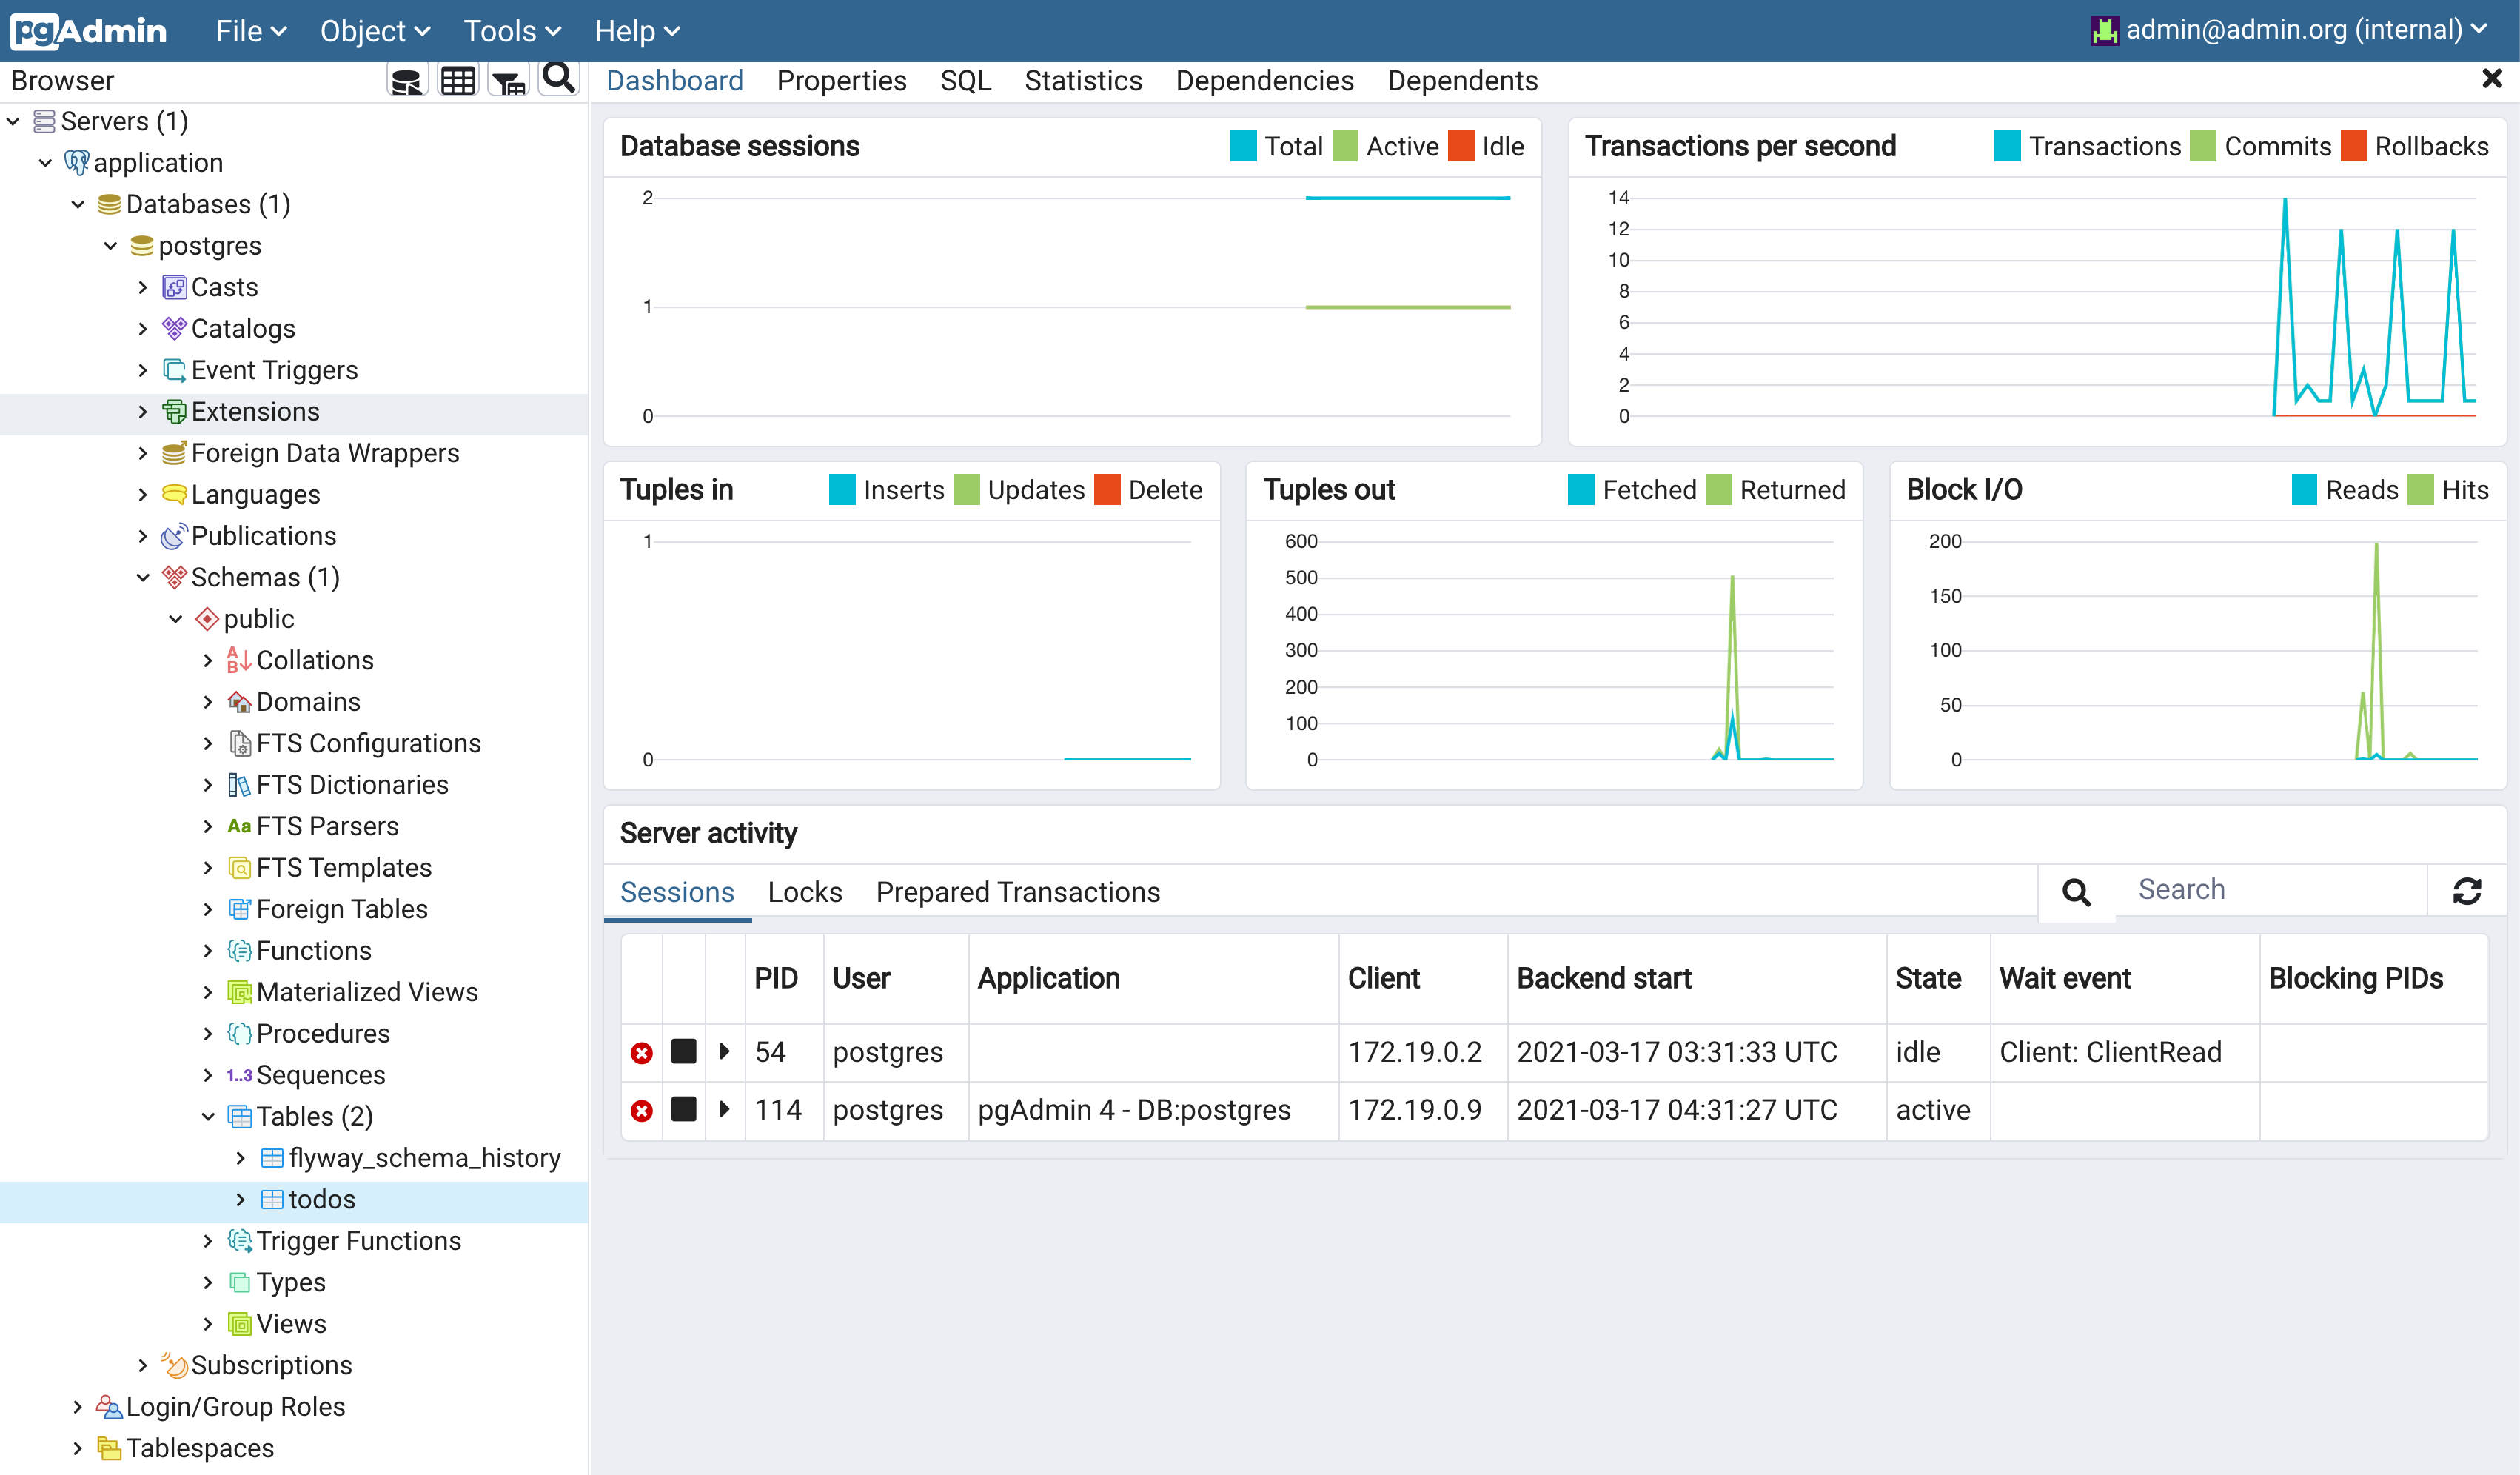 pgAdmin File Object Tools Help admin@admin.org (internal)
Browser
Servers (1)
application
Databases (1)
postgres
Casts
Catalogs
Event Triggers
Extensions
Foreign Data Wrappers
Languages
Publications
Schemas (1)
public
Collations
Domains
FTS Configurations
FTS Dictionaries
Aa FTS Parsers
FTS Templates
Foreign Tables
Functions
Materialized Views
Procedures
1..3 Sequences
Tables (2)
flyway_schema_history
todos
Trigger Functions
Types
Views
Subscriptions
Login/Group Roles
Tablespaces
Dashboard Properties SQL Statistics Dependencies Dependents
Database sessions Total Active Idle
2
1
0
Transactions per second Transactions Commits Rollbacks
14
12
10
8
6
4
2
0
Tuples in Inserts Updates Delete
1
0
Tuples out Fetched Returned
600
500
400
300
200
100
0
Block I/O Reads Hits
200
150
100
50
0
Server activity
Sessions Locks Prepared Transactions Search
PID User Application Client Backend start State Wait event Blocking PIDs
54 postgres 172.19.0.2 2021-03-17 03:31:33 UTC idle Client: ClientRead
114 postgres pgAdmin 4 - DB:postgres 172.19.0.9 2021-03-17 04:31:27 UTC active